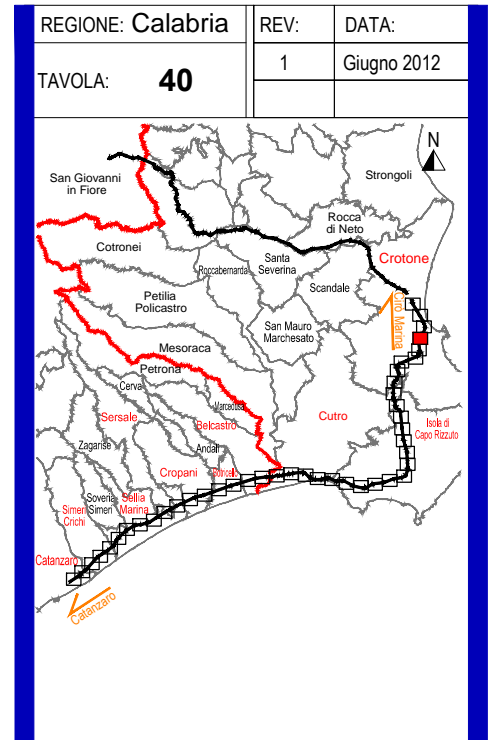 REGIONE: Calabria
REV:
DATA:
TAVOLA: 40
1
Giugno 2012
N
San Giovanni
in Fiore
Strongoli
Rocca
di Neto
Cotronei
Crotone
Santa
Severina
Roccabernarda
Scandale
Petilia
Policastro
Ciro Marina
San Mauro
Marchesato
Mesoraca
Petrona
Cerva
Marcedusa
Sersale
Belcastro
Cutro
Isola di
Capo Rizzuto
Andali
Zagarise
Cropani
Botricello
Soveria
Simeri
Sellia
Marina
Simeri
Crichi
Catanzaro
Catanzaro